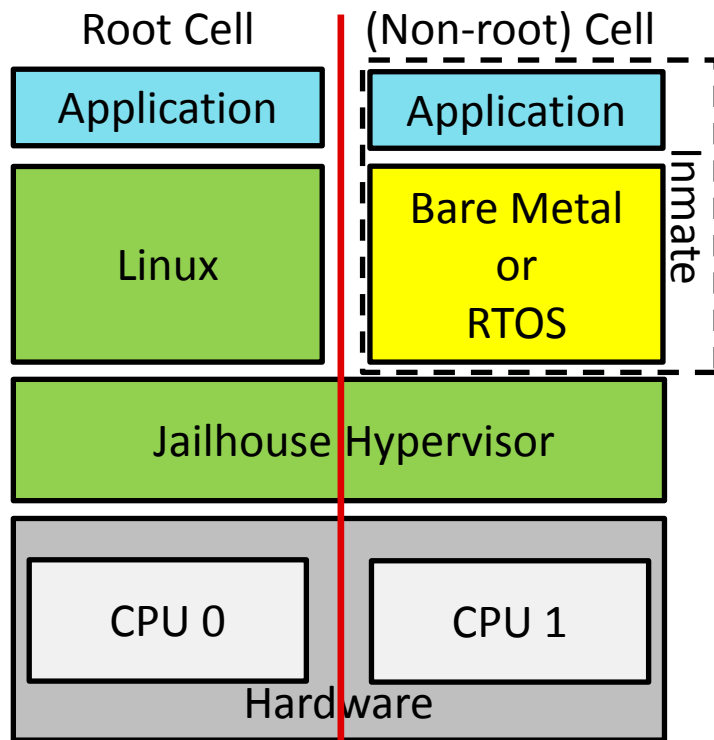 Root Cell
(Non-root) Cell
Application
Application
Inmate
Linux
Bare Metal
or
RTOS
Jailhouse Hypervisor
CPU 0
CPU 1
Hardware